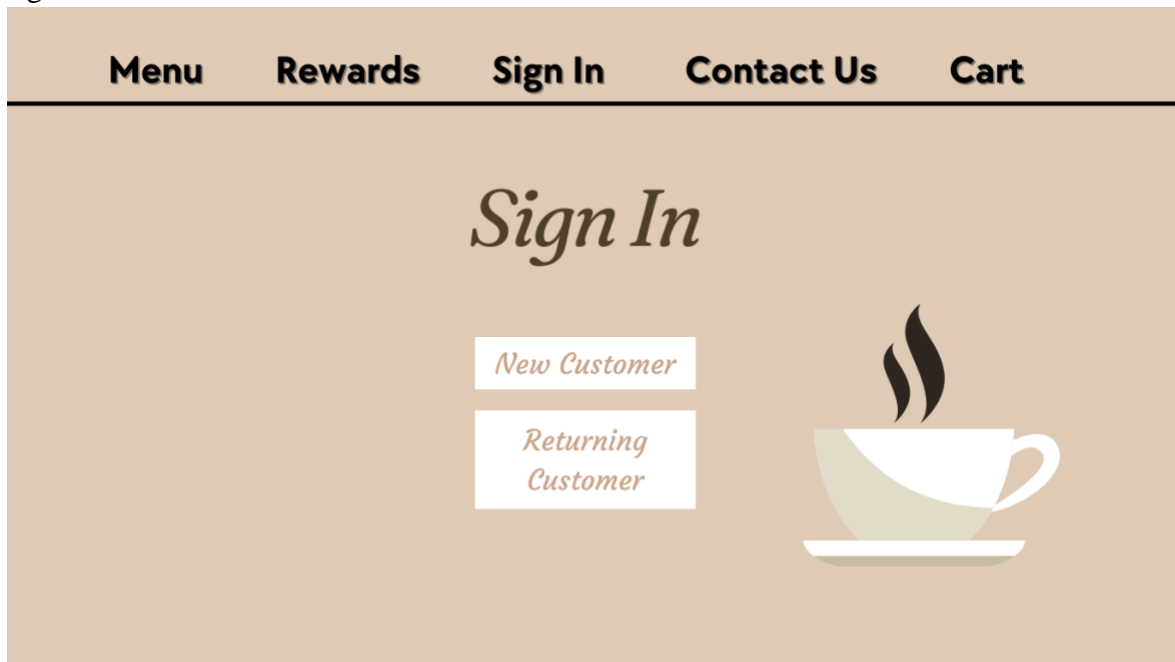 Menu Rewards Sign In Contact Us Cart
Sign In
New Customer
Returning
Customer